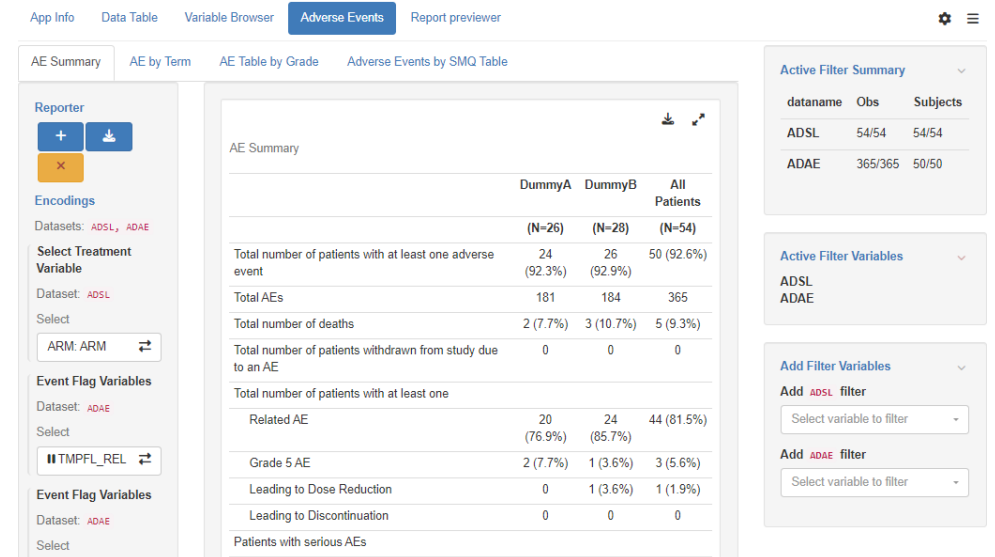 App Info Data Table Variable Browser Adverse Events Report previewer
AE Summary AE by Term AE Table by Grade Adverse Events by SMQ Table
Reporter
Encodings
Datasets: ADSL, ADAE
Select Treatment
Variable
Dataset: ADSL
Select
ARM: ARM
Event Flag Variables
Dataset: ADAE
Select
TMPFL_REL
Event Flag Variables
Dataset: ADAE
Select
AE Summary
DummyA DummyB All
Patients
(N=26) (N=28) (N=54)
Total number of patients with at least one adverse 24 26 50 (92.6%)
event (92.3%) (92.9%)
Total AEs 181 184 365
Total number of deaths 2 (7.7%) 3 (10.7%) 5 (9.3%)
Total number of patients withdrawn from study due 0 0 0
to an AE
Total number of patients with at least one
Related AE 20 24 44 (81.5%)
(76.9%) (85.7%)
Grade 5 AE 2 (7.7%) 1 (3.6%) 3 (5.6%)
Leading to Dose Reduction 0 1 (3.6%) 1 (1.9%)
Leading to Discontinuation 0 0 0
Patients with serious AEs
Active Filter Summary
dataname Obs Subjects
ADSL 54/54 54/54
ADAE 365/365 50/50
Active Filter Variables
ADSL
ADAE
Add Filter Variables
Add ADSL filter
Select variable to filter
Add ADAE filter
Select variable to filter